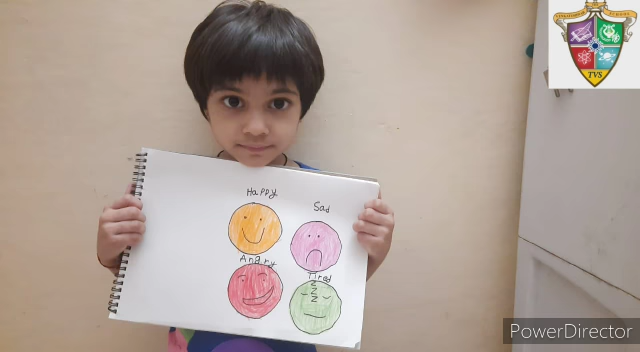 TVS
Happy
Sad
Angry
Tired
Z
Z
Z
PowerDirector